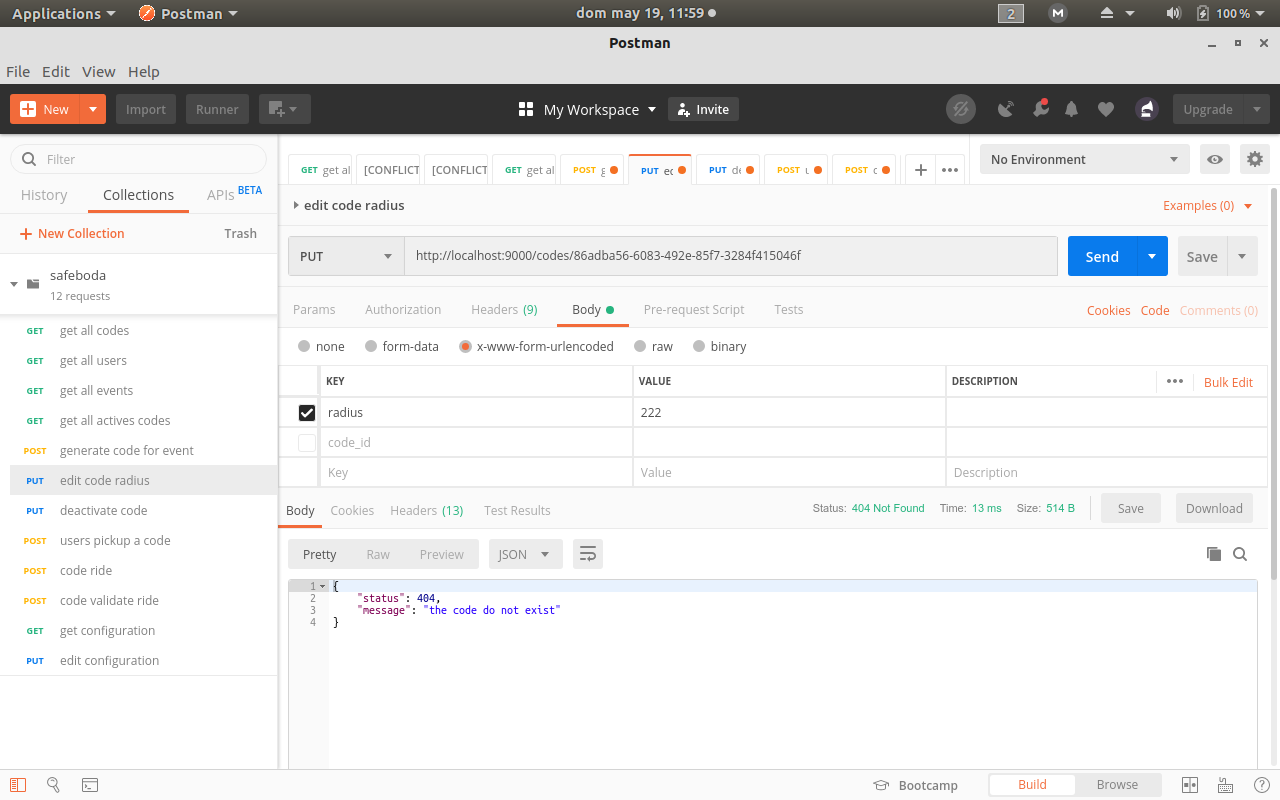 Applications Postman dom may 19, 11:59 2 M 100 %
Postman
File Edit View Help
New Import Runner My Workspace Invite Upgrade
Filter
History Collections APIs BETA
New Collection Trash
safeboda
12 requests
GET get all codes
GET get all users
GET get all events
GET get all actives codes
POST generate code for event
PUT edit code radius
PUT deactivate code
POST users pickup a code
POST code ride
POST code validate ride
GET get configuration
PUT edit configuration
GET get all [CONFLICT [CONFLICT GET get all POST g PUT ed PUT de POST u POST c No Environment
edit code radius Examples (0)
PUT http://localhost:9000/codes/86adba56-6083-492e-85f7-3284f415046f Send Save
Params Authorization Headers (9) Body Pre-request Script Tests Cookies Code Comments (0)
none form-data x-www-form-urlencoded raw binary
KEY VALUE DESCRIPTION Bulk Edit
radius 222
code_id
Key Value Description
Body Cookies Headers (13) Test Results Status: 404 Not Found Time: 13 ms Size: 514 B Save Download
Pretty Raw Preview JSON
1 {
2 "status": 404,
3 "message": "the code do not exist"
4 }
Bootcamp Build Browse